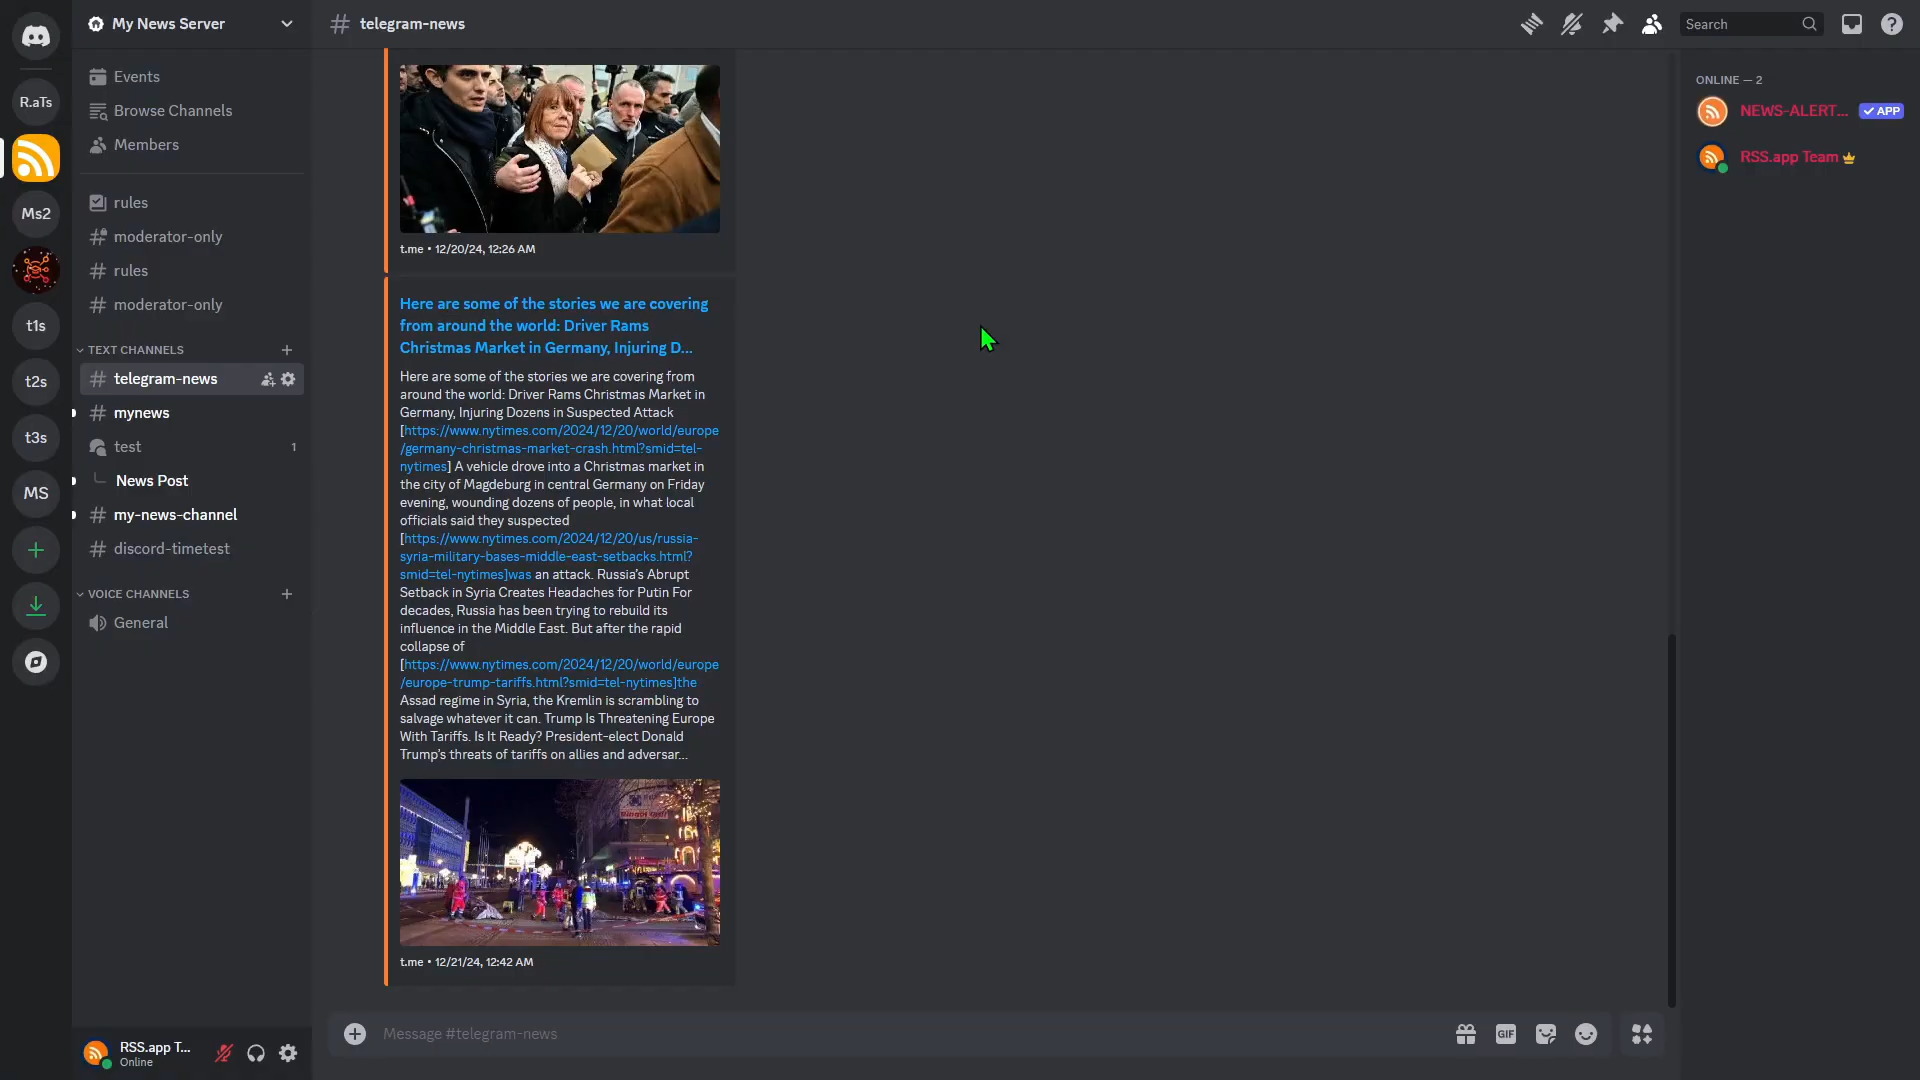 My News Server
# telegram-news
Search
R.aTs
Ms2
t1s
t2s
t3s
MS
Events
Browse Channels
Members
rules
moderator-only
rules
moderator-only
TEXT CHANNELS
telegram-news
mynews
test
1
News Post
my-news-channel
discord-timetest
VOICE CHANNELS
General
RSS.app T...
Online
t.me • 12/20/24, 12:26 AM
Here are some of the stories we are covering
from around the world: Driver Rams
Christmas Market in Germany, Injuring D...
Here are some of the stories we are covering from
around the world: Driver Rams Christmas Market in
Germany, Injuring Dozens in Suspected Attack
[https://www.nytimes.com/2024/12/20/world/europe
/germany-christmas-market-crash.html?smid=tel-
nytimes] A vehicle drove into a Christmas market in
the city of Magdeburg in central Germany on Friday
evening, wounding dozens of people, in what local
officials said they suspected
[https://www.nytimes.com/2024/12/20/us/russia-
syria-military-bases-middle-east-setbacks.html?
smid=tel-nytimes]was an attack. Russia's Abrupt
Setback in Syria Creates Headaches for Putin For
decades, Russia has been trying to rebuild its
influence in the Middle East. But after the rapid
collapse of
[https://www.nytimes.com/2024/12/20/world/europe
/europe-trump-tariffs.html?smid=tel-nytimes]the
Assad regime in Syria, the Kremlin is scrambling to
salvage whatever it can. Trump Is Threatening Europe
With Tariffs. Is It Ready? President-elect Donald
Trump's threats of tariffs on allies and adversar...
t.me • 12/21/24, 12:42 AM
Message #telegram-news
GIF
ONLINE — 2
NEWS-ALERT...
APP
RSS.app Team